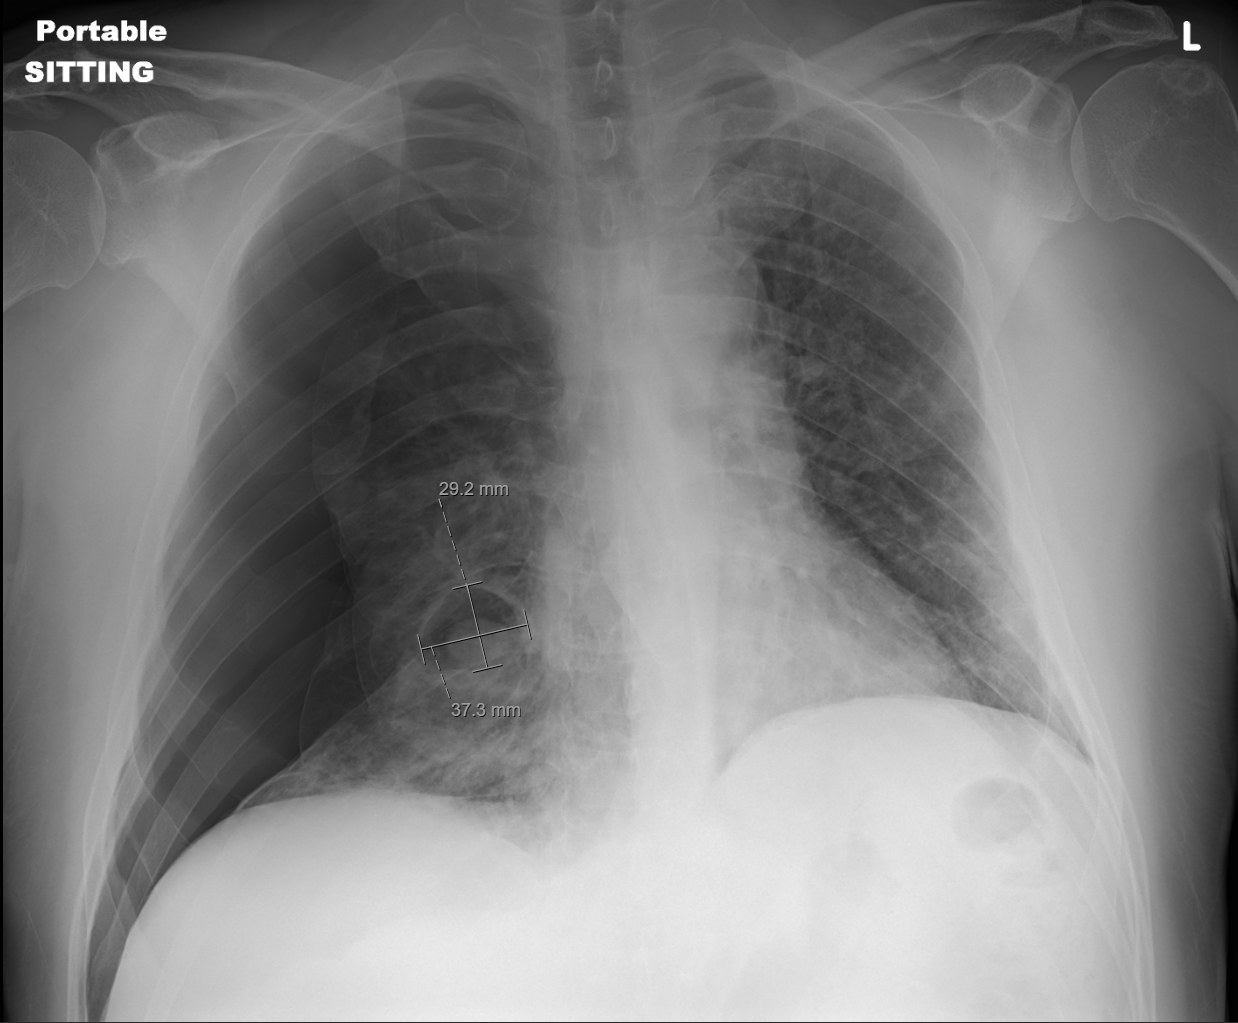 Portable
SITTING
L
29.2 mm
37.3 mm